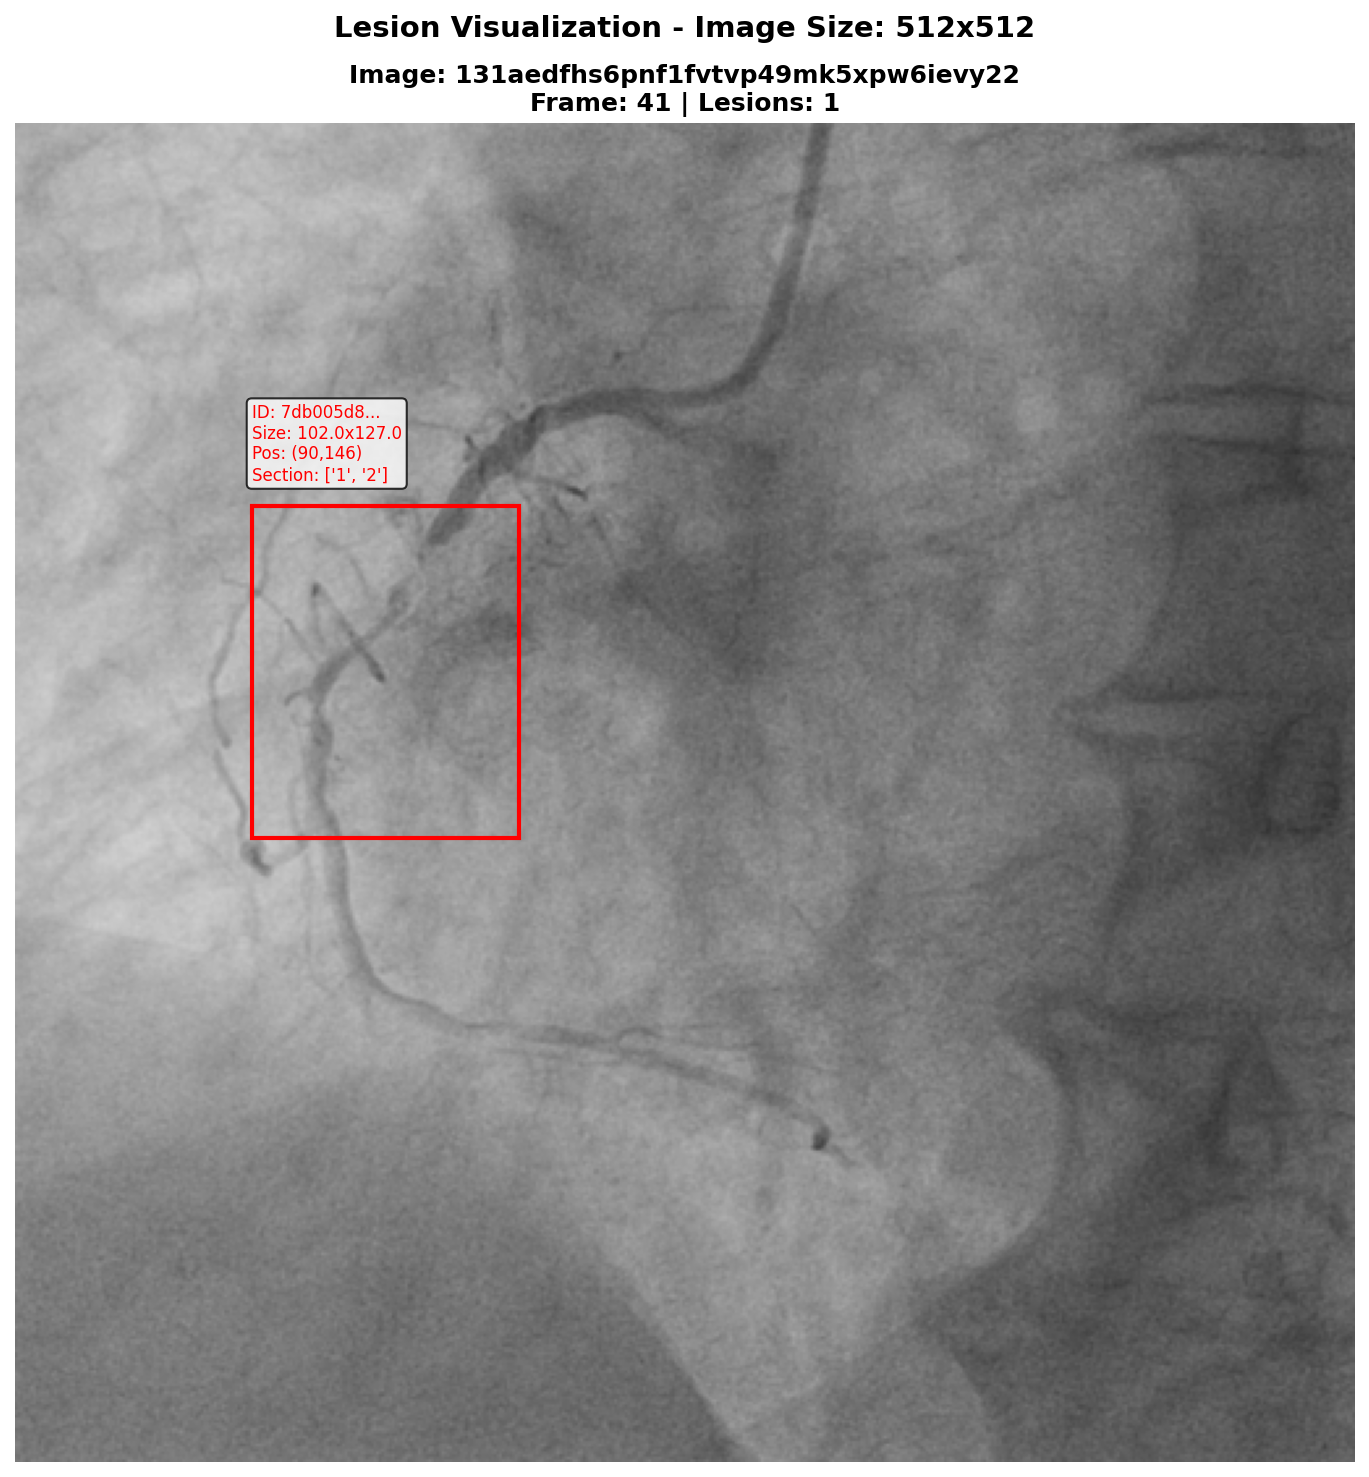 Lesion Visualization - Image Size: 512x512
Image: 131aedfhs6pnf1fvtvp49mk5xpw6ievy22
Frame: 41 | Lesions: 1
ID: 7db005d8...
Size: 102.0x127.0
Pos: (90,146)
Section: ['1', '2']